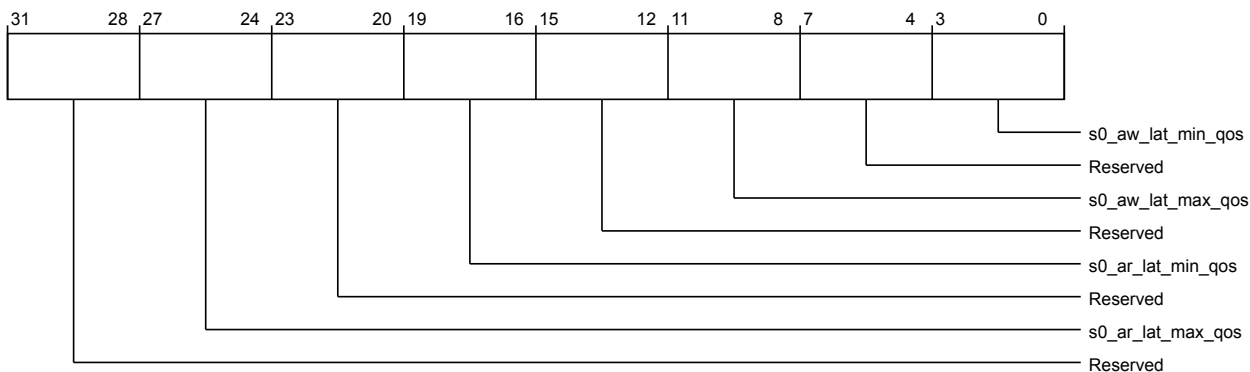 31 28 27 24 23 20 19 16 15 12 11 8 7 4 3 0
s0_aw_lat_min_qos
Reserved
s0_aw_lat_max_qos
Reserved
s0_ar_lat_min_qos
Reserved
s0_ar_lat_max_qos
Reserved